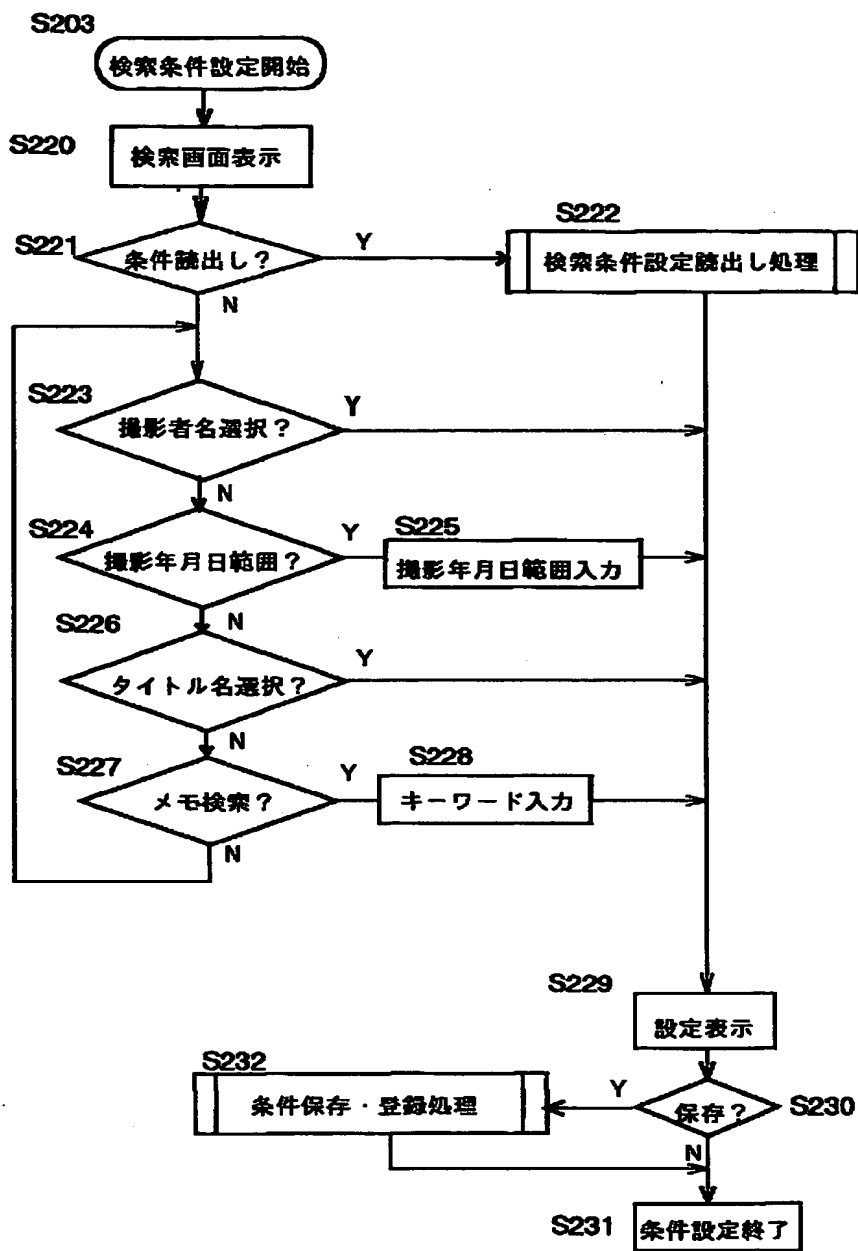 S203
検索条件設定開始
S220
検索画面表示
S221
条件読出し？
Y
N
S222
検索条件設定読出し処理
S223
撮影者名選択？
Y
N
S224
撮影年月日範囲？
Y
N
S225
撮影年月日範囲入力
S226
タイトル名選択？
Y
N
S227
メモ検索？
Y
N
S228
キーワード入力
S229
設定表示
S230
保存？
Y
N
S232
条件保存・登録処理
S231
条件設定終了